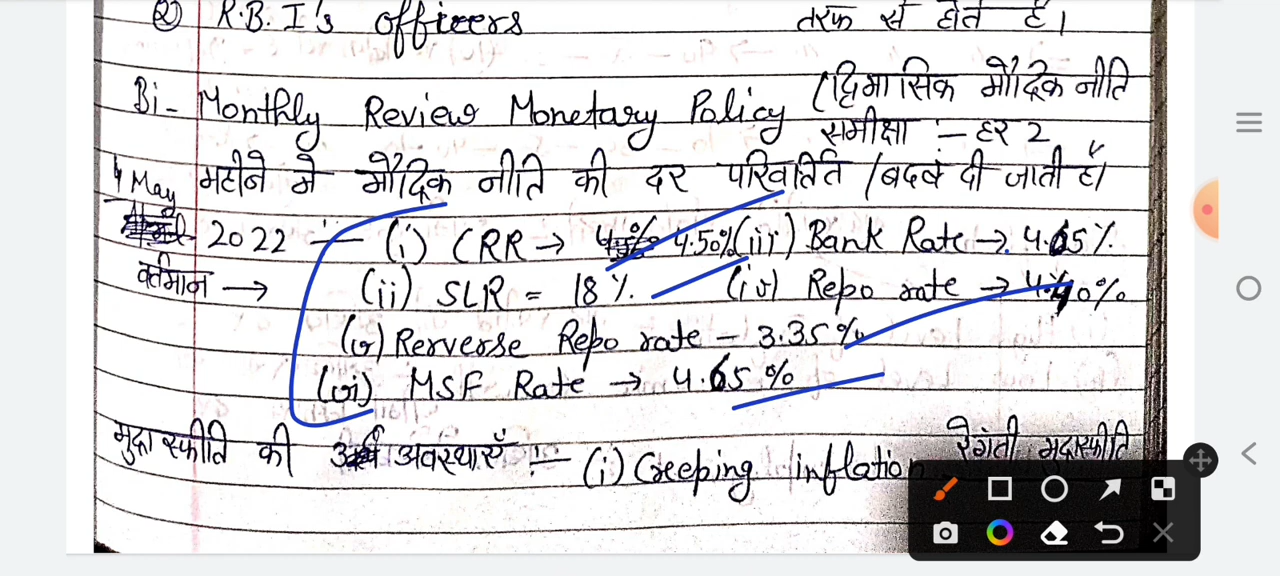 ② R.B.I's officers तरफ से होते हैं।
Bi- Monthly Review Monetary Policy (द्विमासिक मौद्रिक नीति
समीक्षा :- हर 2
महीने में मौद्रिक नीति की दर परिवर्तित / बदल दी जाती है।
4 May
2022 :- (i) CRR → 4.50% (iii) Bank Rate → 4.65%
वर्तमान → (ii) SLR = 18%. (iv) Repo rate → 4.40%
(v) Rerverse Repo rate - 3.35%
(vi) MSF Rate → 4.65%
मुद्रा स्फीति की अवस्थाएँ :- (i) Creeping inflation रेंगती मुद्रास्फीति